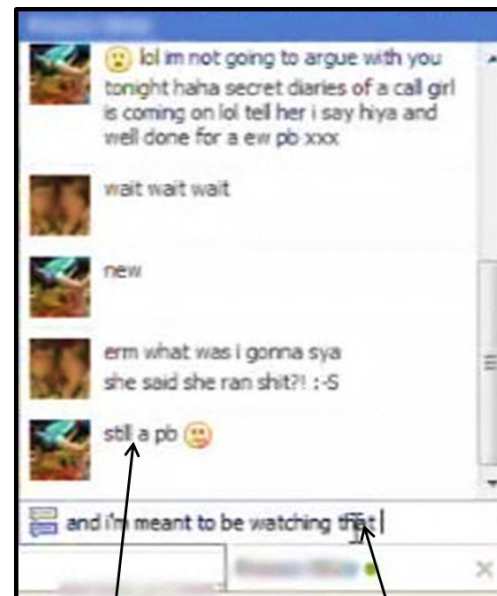 lol im not going to argue with you
tonight haha secret diaries of a call girl
is coming on lol tell her i say hiya and
well done for a ew pb xxx
wait wait wait
new
erm what was i gonna sya
she said she ran shit?! :-S
still a pb
and i'm meant to be watching that